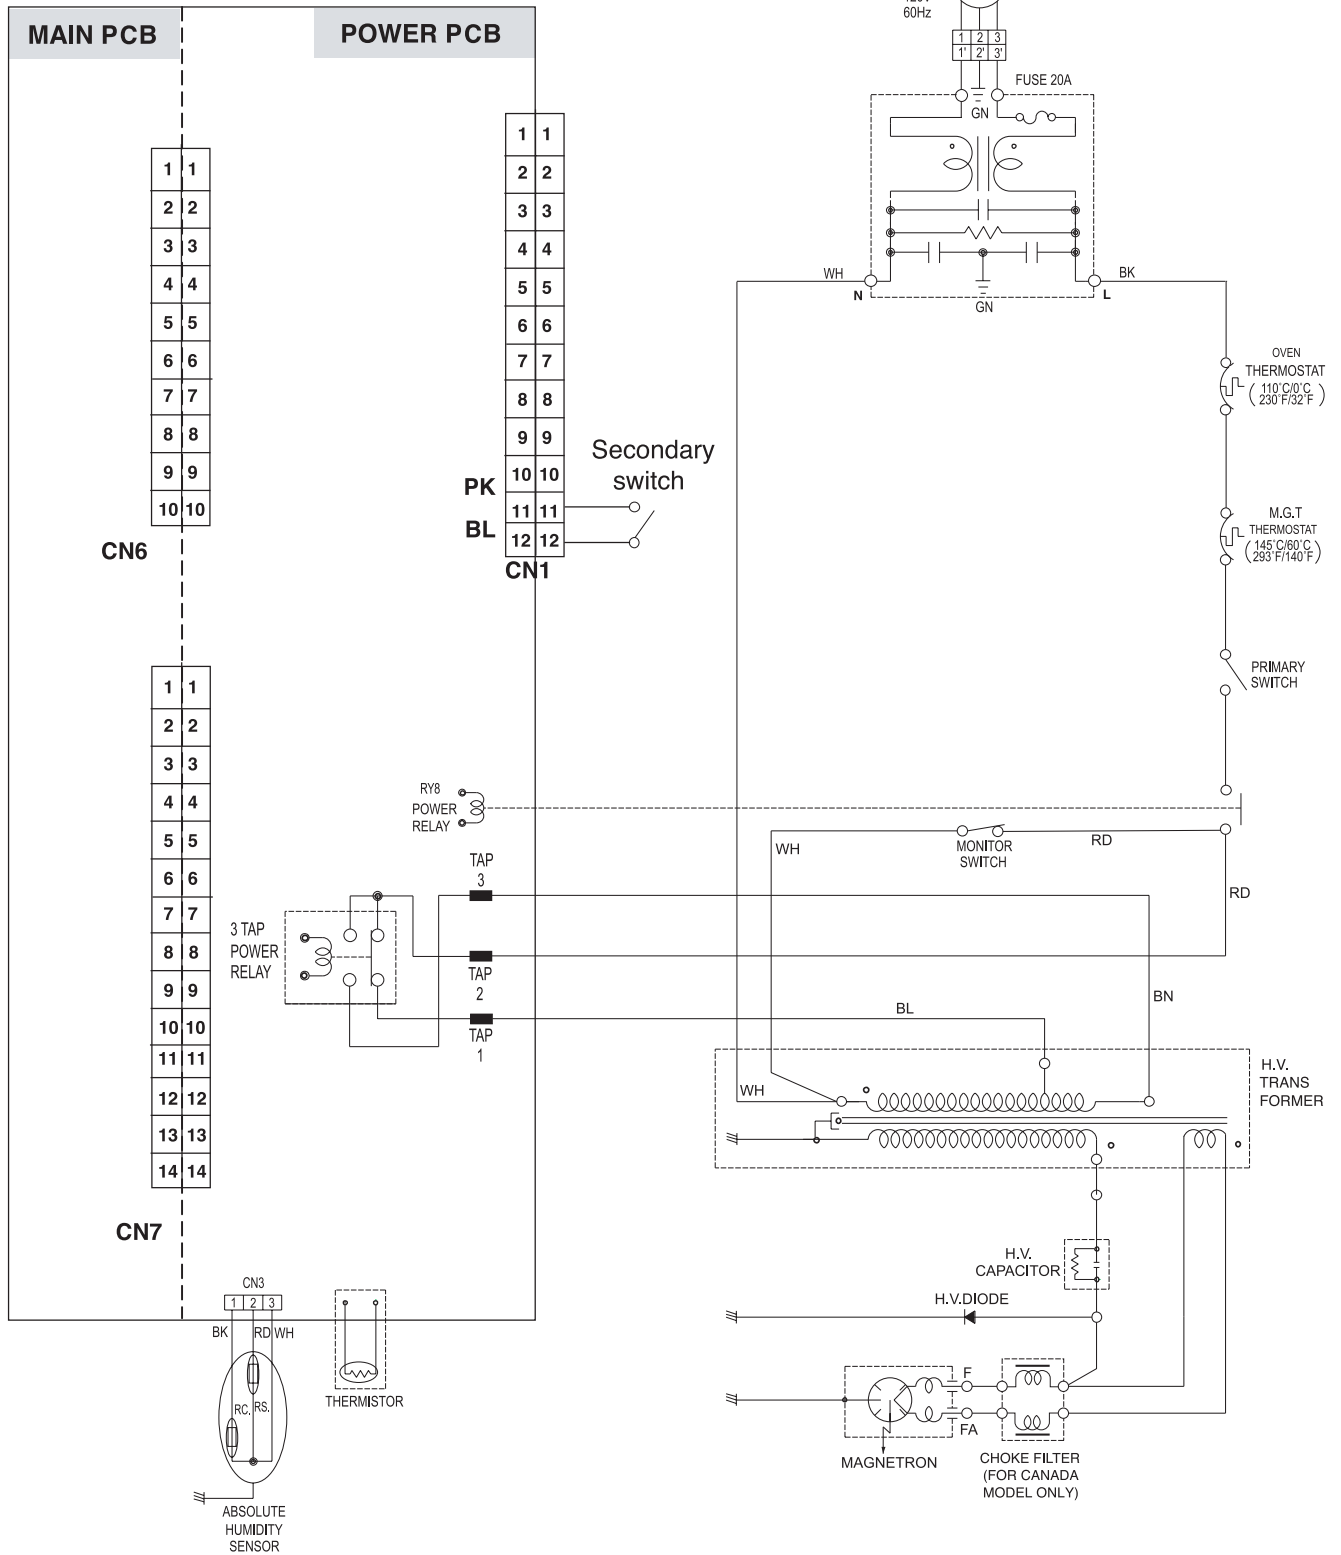 MAIN PCB
POWER PCB
60Hz
1 2 3
1' 2' 3'
FUSE 20A
GN
1 1
2 2
3 3
4 4
5 5
6 6
7 7
8 8
9 9
10 10
CN6
1 1
2 2
3 3
4 4
5 5
6 6
7 7
8 8
9 9
10 10
11 11
12 12
PK
BL
CN1
Secondary
switch
WH
N
GN
L
BK
OVEN
THERMOSTAT
( 110°C/0°C )
230°F/32°F
M.G.T
THERMOSTAT
( 145°C/60°C )
293°F/140°F
PRIMARY
SWITCH
1 1
2 2
3 3
4 4
5 5
6 6
7 7
8 8
9 9
10 10
11 11
12 12
13 13
14 14
CN7
RY8
POWER
RELAY
WH
MONITOR
SWITCH
RD
RD
TAP
3
3 TAP
POWER
RELAY
TAP
2
TAP
1
BL
BN
WH
H.V.
TRANS
FORMER
H.V.
CAPACITOR
H.V.DIODE
F
FA
MAGNETRON
CHOKE FILTER
(FOR CANADA
MODEL ONLY)
CN3
1 2 3
BK RD WH
RC. RS.
THERMISTOR
ABSOLUTE
HUMIDITY
SENSOR